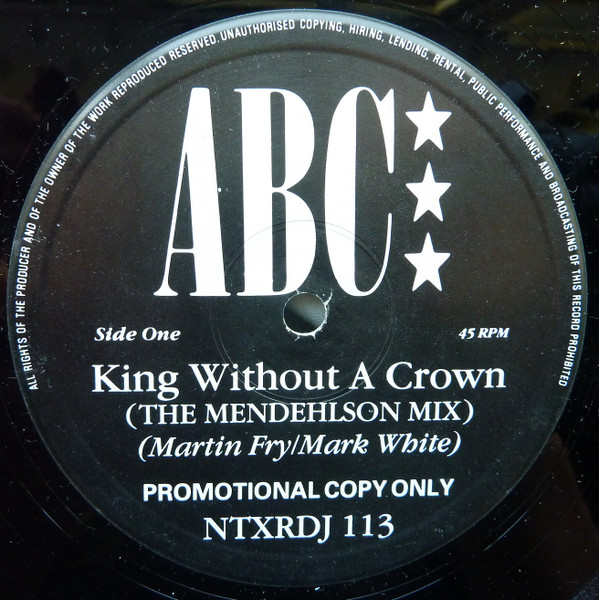 ALL RIGHTS OF THE PRODUCER AND OF THE OWNER OF THE WORK REPRODUCED RESERVED. UNAUTHORISED COPYING, HIRING, LENDING, RENTAL, PUBLIC PERFORMANCE AND BROADCASTING OF THIS RECORD PROHIBITED
ABC
Side One
45 RPM
King Without A Crown
(THE MENDEHLSON MIX)
(Martin Fry/Mark White)
PROMOTIONAL COPY ONLY
NTXRDJ 113